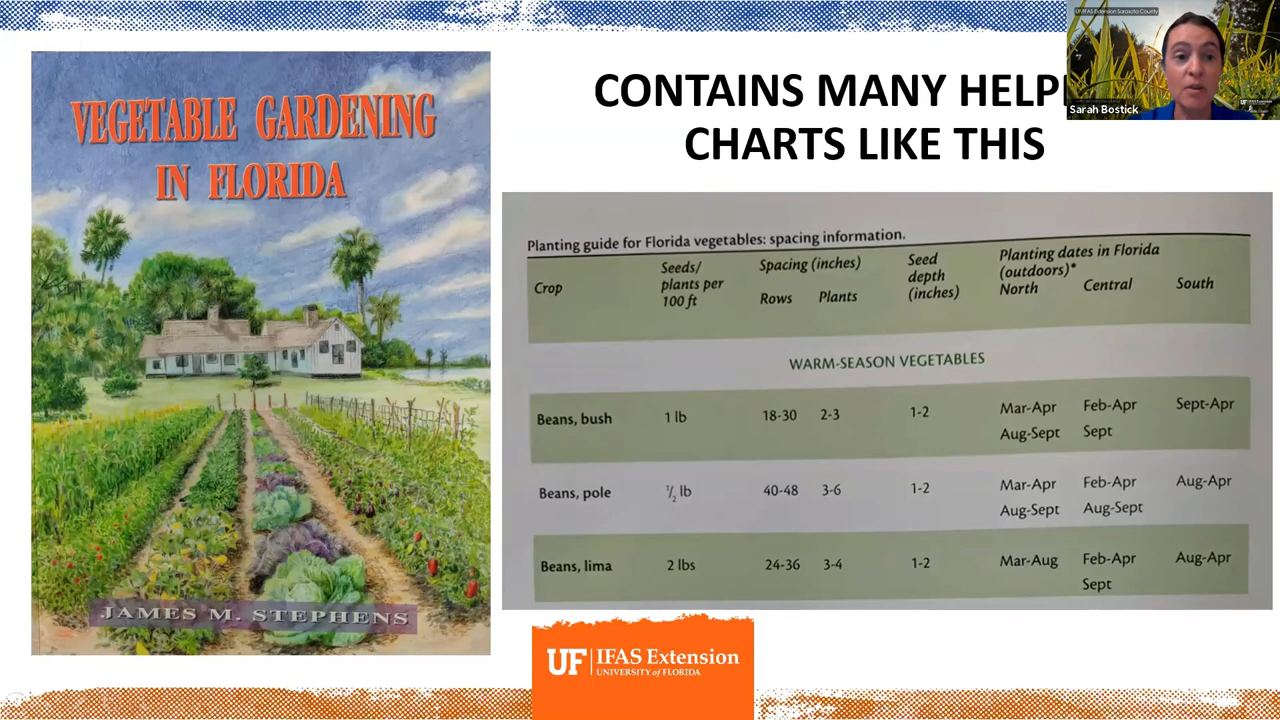 VEGETABLE GARDENING
IN FLORIDA
JAMES M. STEPHENS
CONTAINS MANY HELP
CHARTS LIKE THIS
UF/IFAS Extension Sarasota County
Sarah Bostick
Planting guide for Florida vegetables: spacing information.
Crop
Seeds/
plants per
100 ft
Spacing (inches)
Rows Plants
Seed
depth
(inches)
Planting dates in Florida
(outdoors)*
North Central South
WARM-SEASON VEGETABLES
Beans, bush 1 lb 18-30 2-3 1-2 Mar-Apr Feb-Apr Sept-Apr
Aug-Sept Sept
Beans, pole ½ lb 40-48 3-6 1-2 Mar-Apr Feb-Apr Aug-Apr
Aug-Sept Aug-Sept
Beans, lima 2 lbs 24-36 3-4 1-2 Mar-Aug Feb-Apr Aug-Apr
Sept
UF IFAS Extension
UNIVERSITY of FLORIDA